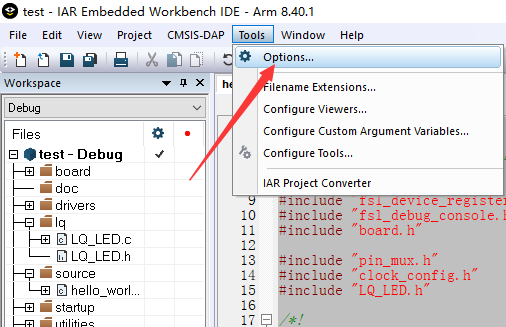 test - IAR Embedded Workbench IDE - Arm 8.40.1
File Edit View Project CMSIS-DAP Tools Window Help
Options...
Workspace
he
Filename Extensions...
Debug
Configure Viewers...
Files
Configure Custom Argument Variables...
test - Debug
Configure Tools...
board
doc
IAR Project Converter
drivers
9 #include "fsl_device_register
lq
10 #include "fsl_debug_console.h
11 #include "board.h"
LQ_LED.c
12
LQ_LED.h
13 #include "pin_mux.h"
source
14 #include "clock_config.h"
hello_worl...
15 #include "LQ_LED.h"
startup
16
utilities
17 /*!